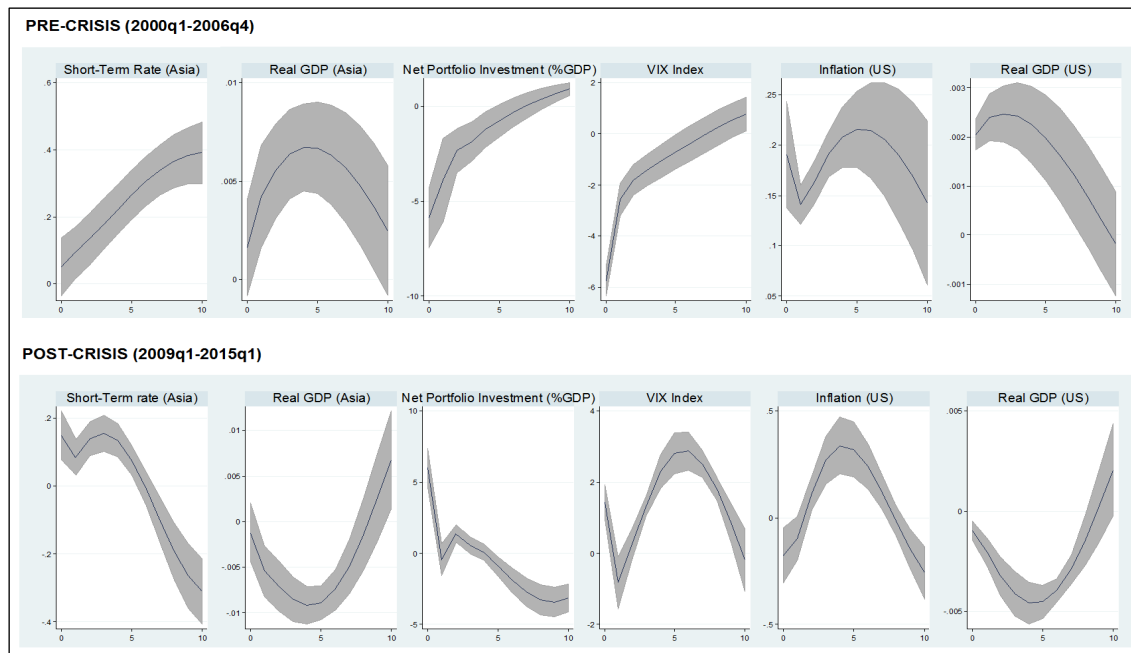 PRE-CRISIS (2000q1-2006q4)
Short-Term Rate (Asia)
.6
.4
.2
0
0 5 10
Real GDP (Asia)
.01
.005
0
0 5 10
Net Portfolio Investment (%GDP)
0
-5
-10
0 5 10
VIX Index
2
0
-2
-4
-6
0 5 10
Inflation (US)
.25
.2
.15
.1
.05
0 5 10
Real GDP (US)
.003
.002
.001
0
-.001
0 5 10
POST-CRISIS (2009q1-2015q1)
Short-Term rate (Asia)
.2
0
-.2
-.4
0 5 10
Real GDP (Asia)
.01
.005
0
-.005
-.01
0 5 10
Net Portfolio Investment (%GDP)
10
5
0
-5
0 5 10
VIX Index
4
2
0
-2
0 5 10
Inflation (US)
.5
0
-.5
0 5 10
Real GDP (US)
.005
0
-.005
0 5 10